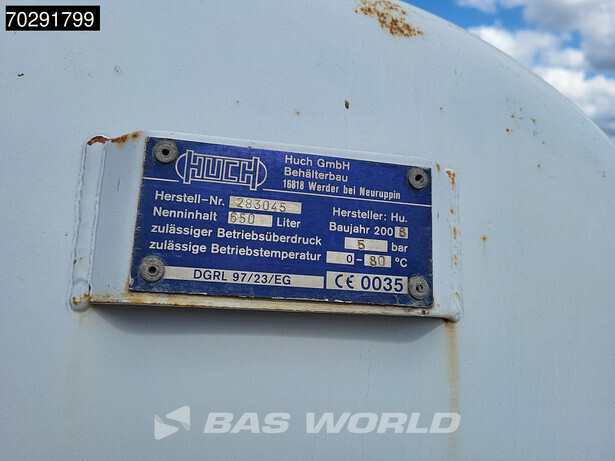 70291799
HUCH
Huch GmbH
Behälterbau
16818 Werder bei Neuruppin
Herstell-Nr. 283045 Hersteller: Hu.
Nenninhalt 650 Liter Baujahr 2008
zulässiger Betriebsüberdruck 5 bar
zulässige Betriebstemperatur 0-80 °C
DGRL 97/23/EG CE 0035
BAS WORLD